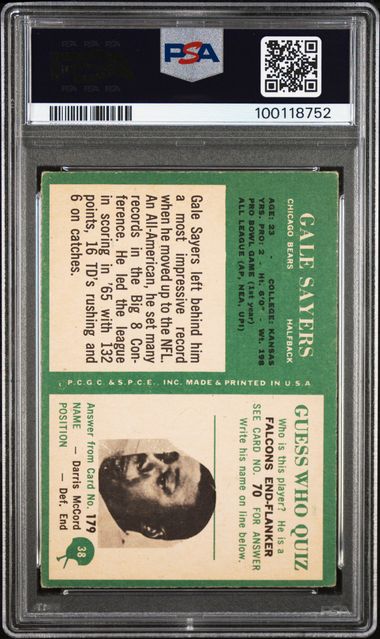 PSA
100118752
GALE SAYERS
CHICAGO BEARS HALFBACK
AGE: 23 - COLLEGE: KANSAS
YRS. PRO: 2 - Ht. 6'0" - Wt. 198
PRO BOWL GAME (1st year)
ALL LEAGUE (AP, NEA, UPI)
Gale Sayers left behind him
a most impressive record
when he moved up to the NFL.
An All-American, he set many
records in the Big 8 Con-
ference. He led the league
in scoring in '65 with 132
points, 16 TD's rushing and
6 on catches.
P.C.G.C. & S.P.C.E., INC. MADE & PRINTED IN U.S.A
GUESS WHO QUIZ
Who is this player? He is a
FALCONS END-FLANKER
SEE CARD NO. 70 FOR ANSWER
Write his name on line below.
Answer from Card No. 179
NAME — Darris McCord
POSITION — Def. End
38